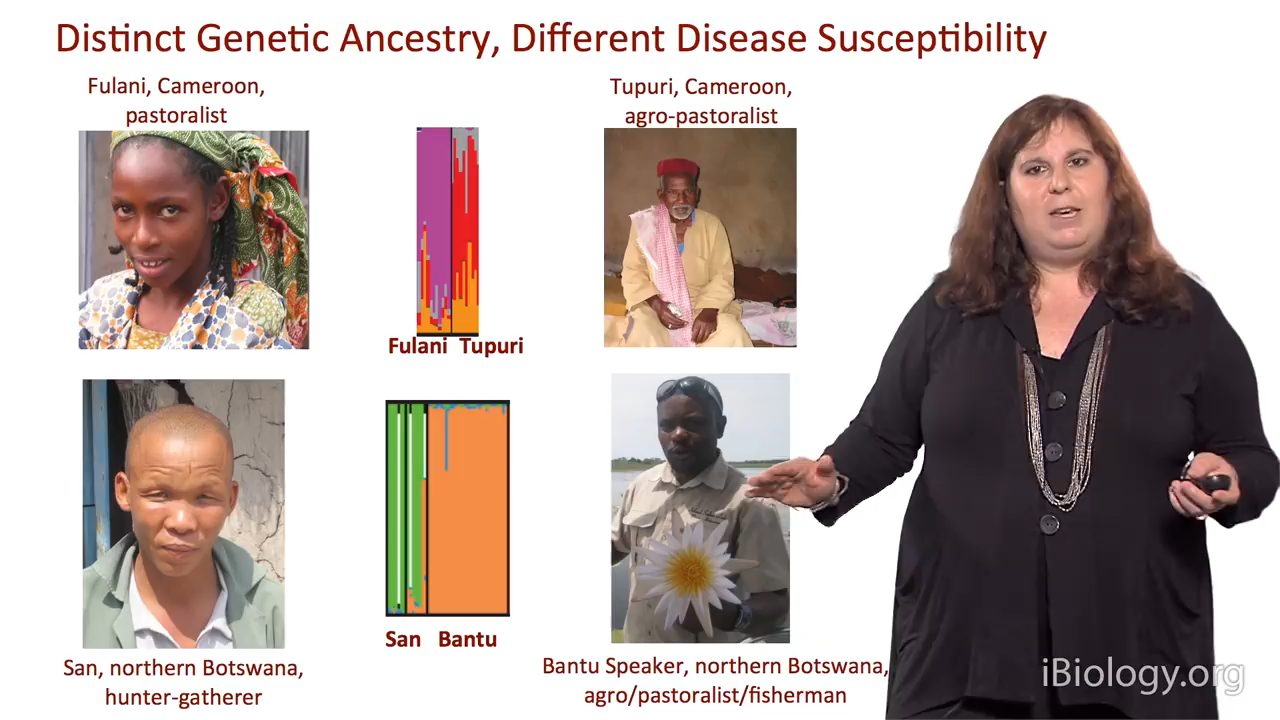 Distinct Genetic Ancestry, Different Disease Susceptibility
Fulani, Cameroon,
pastoralist
Tupuri, Cameroon,
agro-pastoralist
Fulani Tupuri
San Bantu
San, northern Botswana,
hunter-gatherer
Bantu Speaker, northern Botswana,
agro/pastoralist/fisherman
iBiology.org